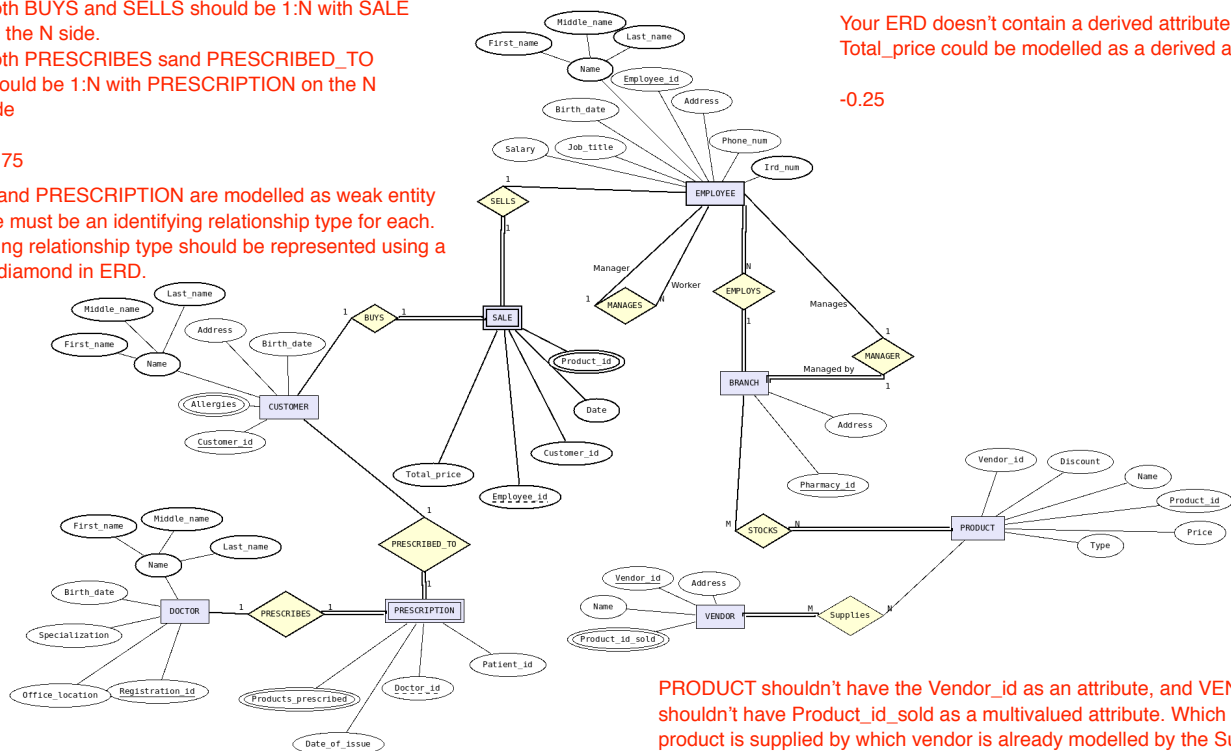 oth BUYS and SELLS should be 1:N with SALE
the N side.
oth PRESCRIBES sand PRESCRIBED_TO
ould be 1:N with PRESCRIPTION on the N
de
75
and PRESCRIPTION are modelled as weak entity
e must be an identifying relationship type for each.
ng relationship type should be represented using a
diamond in ERD.
Your ERD doesn't contain a derived attribute
Total_price could be modelled as a derived a
-0.25
Middle_name
First_name
Last_name
Name
Employee_id
Address
Birth_date
Phone_num
Salary
Job_title
Ird_num
EMPLOYEE
1
SELLS
1
Manager
Worker
1
MANAGES
N
N
EMPLOYS
1
Manages
1
MANAGER
1
Managed by
BRANCH
Address
Pharmacy_id
Last_name
Middle_name
First_name
Address
Birth_date
Name
Allergies
CUSTOMER
Customer_id
1
BUYS
1
SALE
Product_id
Date
Customer_id
Total_price
Employee_id
1
PRESCRIBED_TO
1
First_name
Middle_name
Last_name
Name
Birth_date
DOCTOR
1
PRESCRIBES
1
PRESCRIPTION
Specialization
Office_location
Registration_id
Products_prescribed
Doctor_id
Patient_id
Date_of_issue
M
STOCKS
N
Vendor_id
Discount
Name
Product_id
PRODUCT
Price
Type
Vendor_id
Address
Name
VENDOR
M
Supplies
N
Product_id_sold
PRODUCT shouldn't have the Vendor_id as an attribute, and VEN
shouldn't have Product_id_sold as a multivalued attribute. Which
product is supplied by which vendor is already modelled by the Su